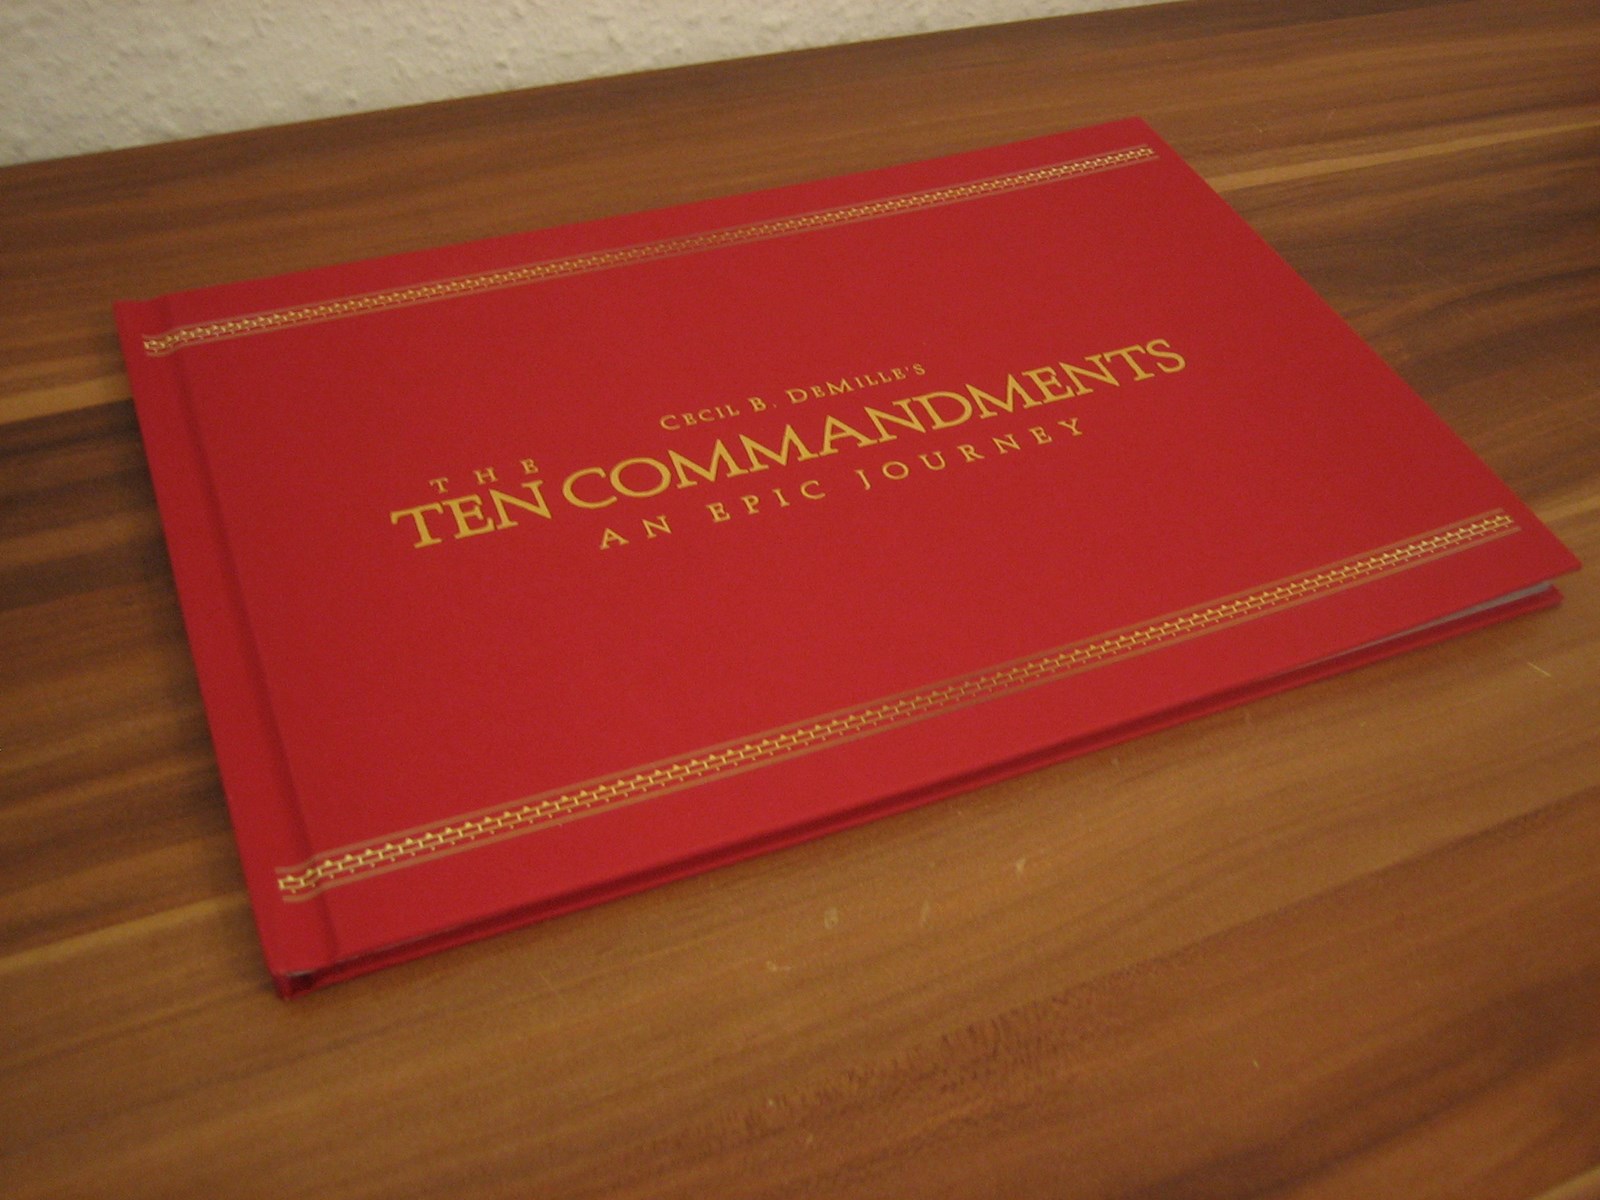 CECIL B. DEMILLE'S
THE
TEN COMMANDMENTS
AN EPIC JOURNEY